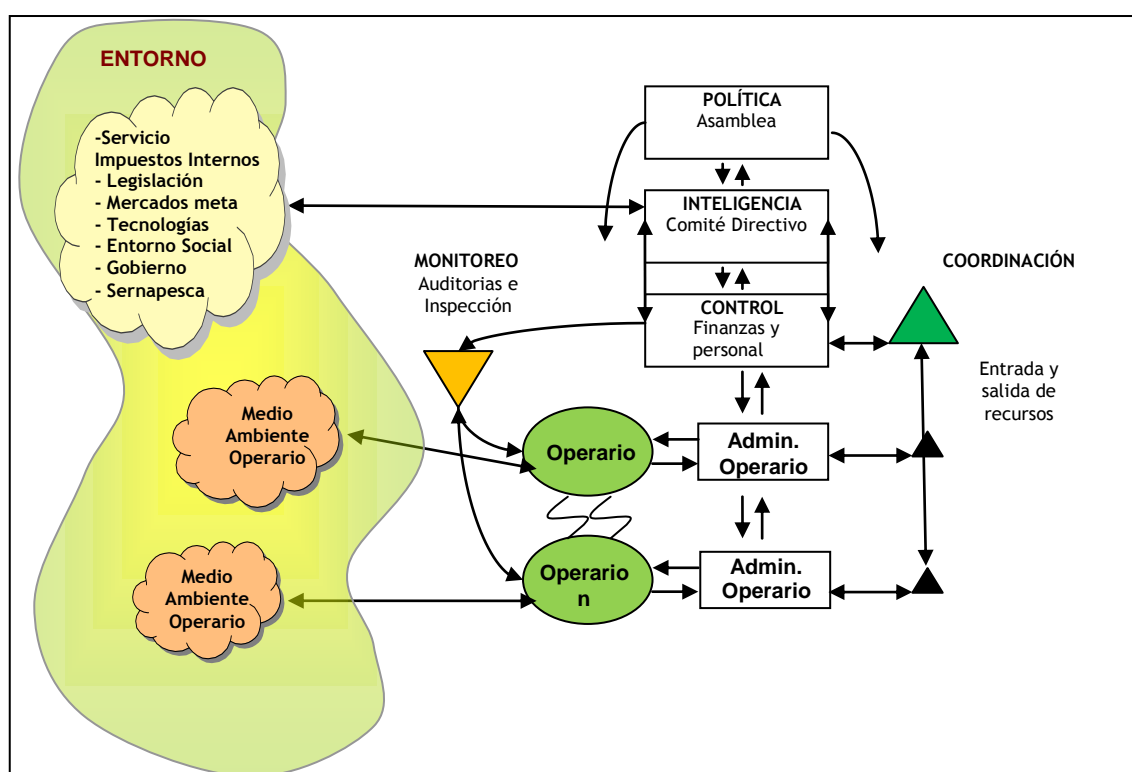 ENTORNO
-Servicio
Impuestos Internos
- Legislación
- Mercados meta
- Tecnologías
- Entorno Social
- Gobierno
- Sernapesca
POLÍTICA
Asamblea
INTELIGENCIA
Comité Directivo
MONITOREO
Auditorias e
Inspección
CONTROL
Finanzas y
personal
COORDINACIÓN
Entrada y
salida de
recursos
Medio
Ambiente
Operario
Operario
Admin.
Operario
Medio
Ambiente
Operario
Operario
n
Admin.
Operario